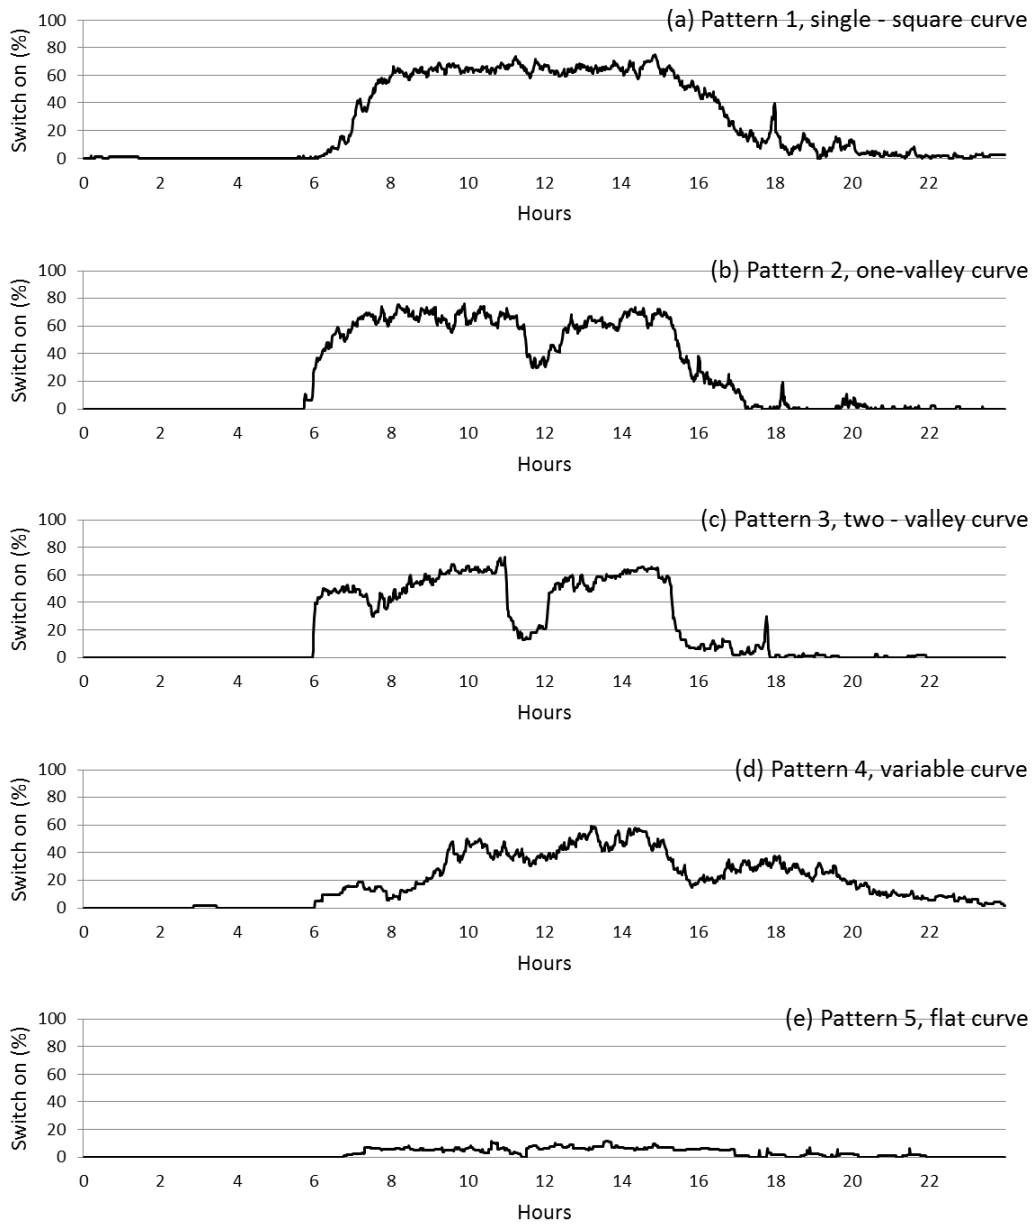 (a) Pattern 1, single - square curve
Switch on (%)
100
80
60
40
20
0
0 2 4 6 8 10 12 14 16 18 20 22
Hours
(b) Pattern 2, one-valley curve
Switch on (%)
100
80
60
40
20
0
0 2 4 6 8 10 12 14 16 18 20 22
Hours
(c) Pattern 3, two - valley curve
Switch on (%)
100
80
60
40
20
0
0 2 4 6 8 10 12 14 16 18 20 22
Hours
(d) Pattern 4, variable curve
Switch on (%)
100
80
60
40
20
0
0 2 4 6 8 10 12 14 16 18 20 22
Hours
(e) Pattern 5, flat curve
Switch on (%)
100
80
60
40
20
0
0 2 4 6 8 10 12 14 16 18 20 22
Hours